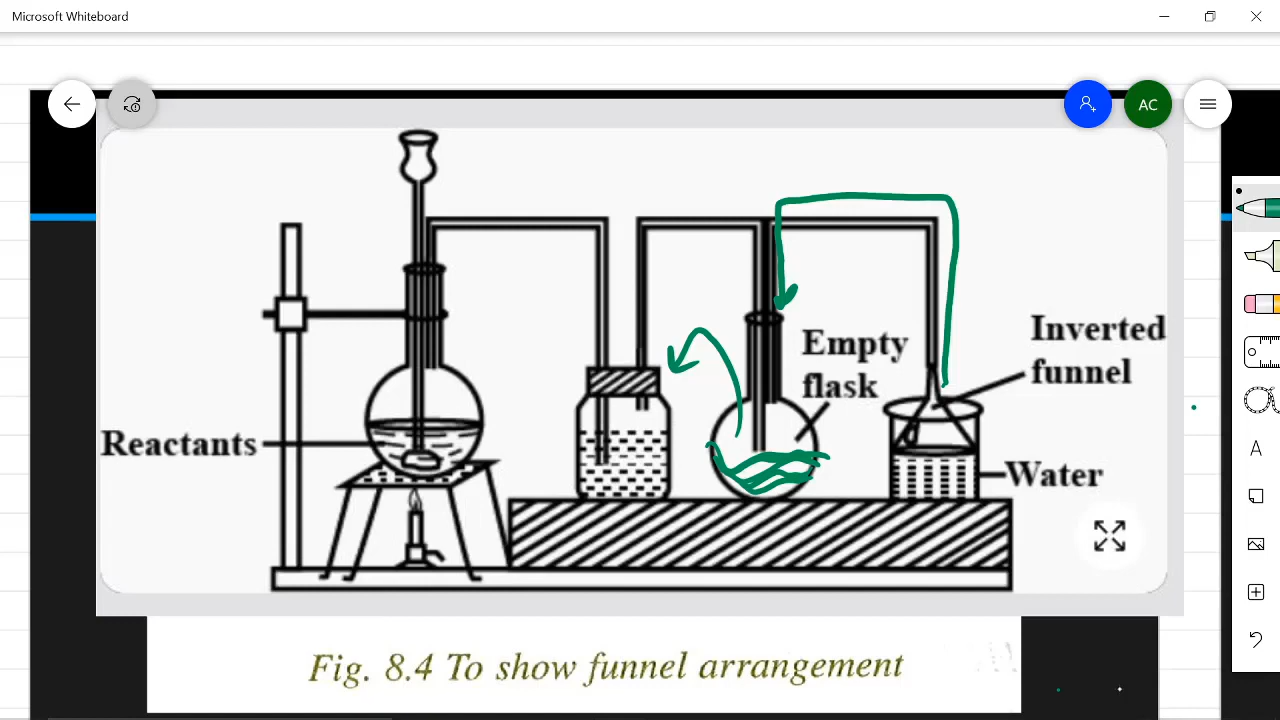 Microsoft Whiteboard
AC
Empty
flask
Inverted
funnel
Reactants
Water
A
Fig. 8.4 To show funnel arrangement